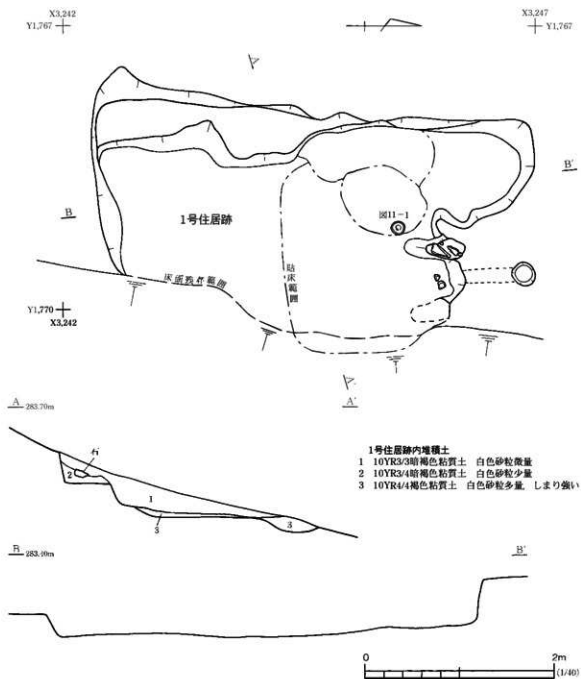 X3,242
Y1,767
X3,247
Y1,767
A
B
B'
1号住居跡
図11-1
貼床範囲
床面残存範囲
Y1,770
X3,242
A'
A
283.70m
A'
石
2
1
3
3
1号住居跡内堆積土
1 10YR3/3暗褐色粘質土 白色砂粒微量
2 10YR3/4暗褐色粘質土 白色砂粒少量
3 10YR4/4褐色粘質土 白色砂粒多量 しまり強い
B
283.40m
B'
0
2m
(1/40)